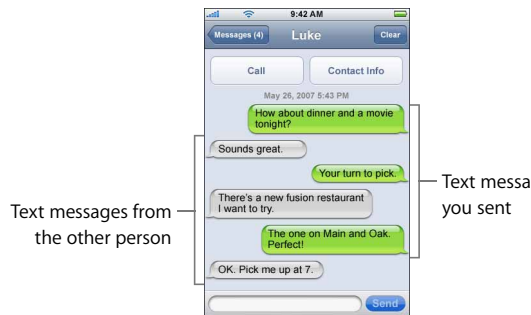 9:42 AM
Messages (4)
Luke
Clear
Call
Contact Info
May 26, 2007 5:43 PM
How about dinner and a movie
tonight?
Sounds great.
Your turn to pick.
There's a new fusion restaurant
I want to try.
The one on Main and Oak.
Perfect!
OK. Pick me up at 7.
Send
Text messages from
the other person
Text messa
you sent